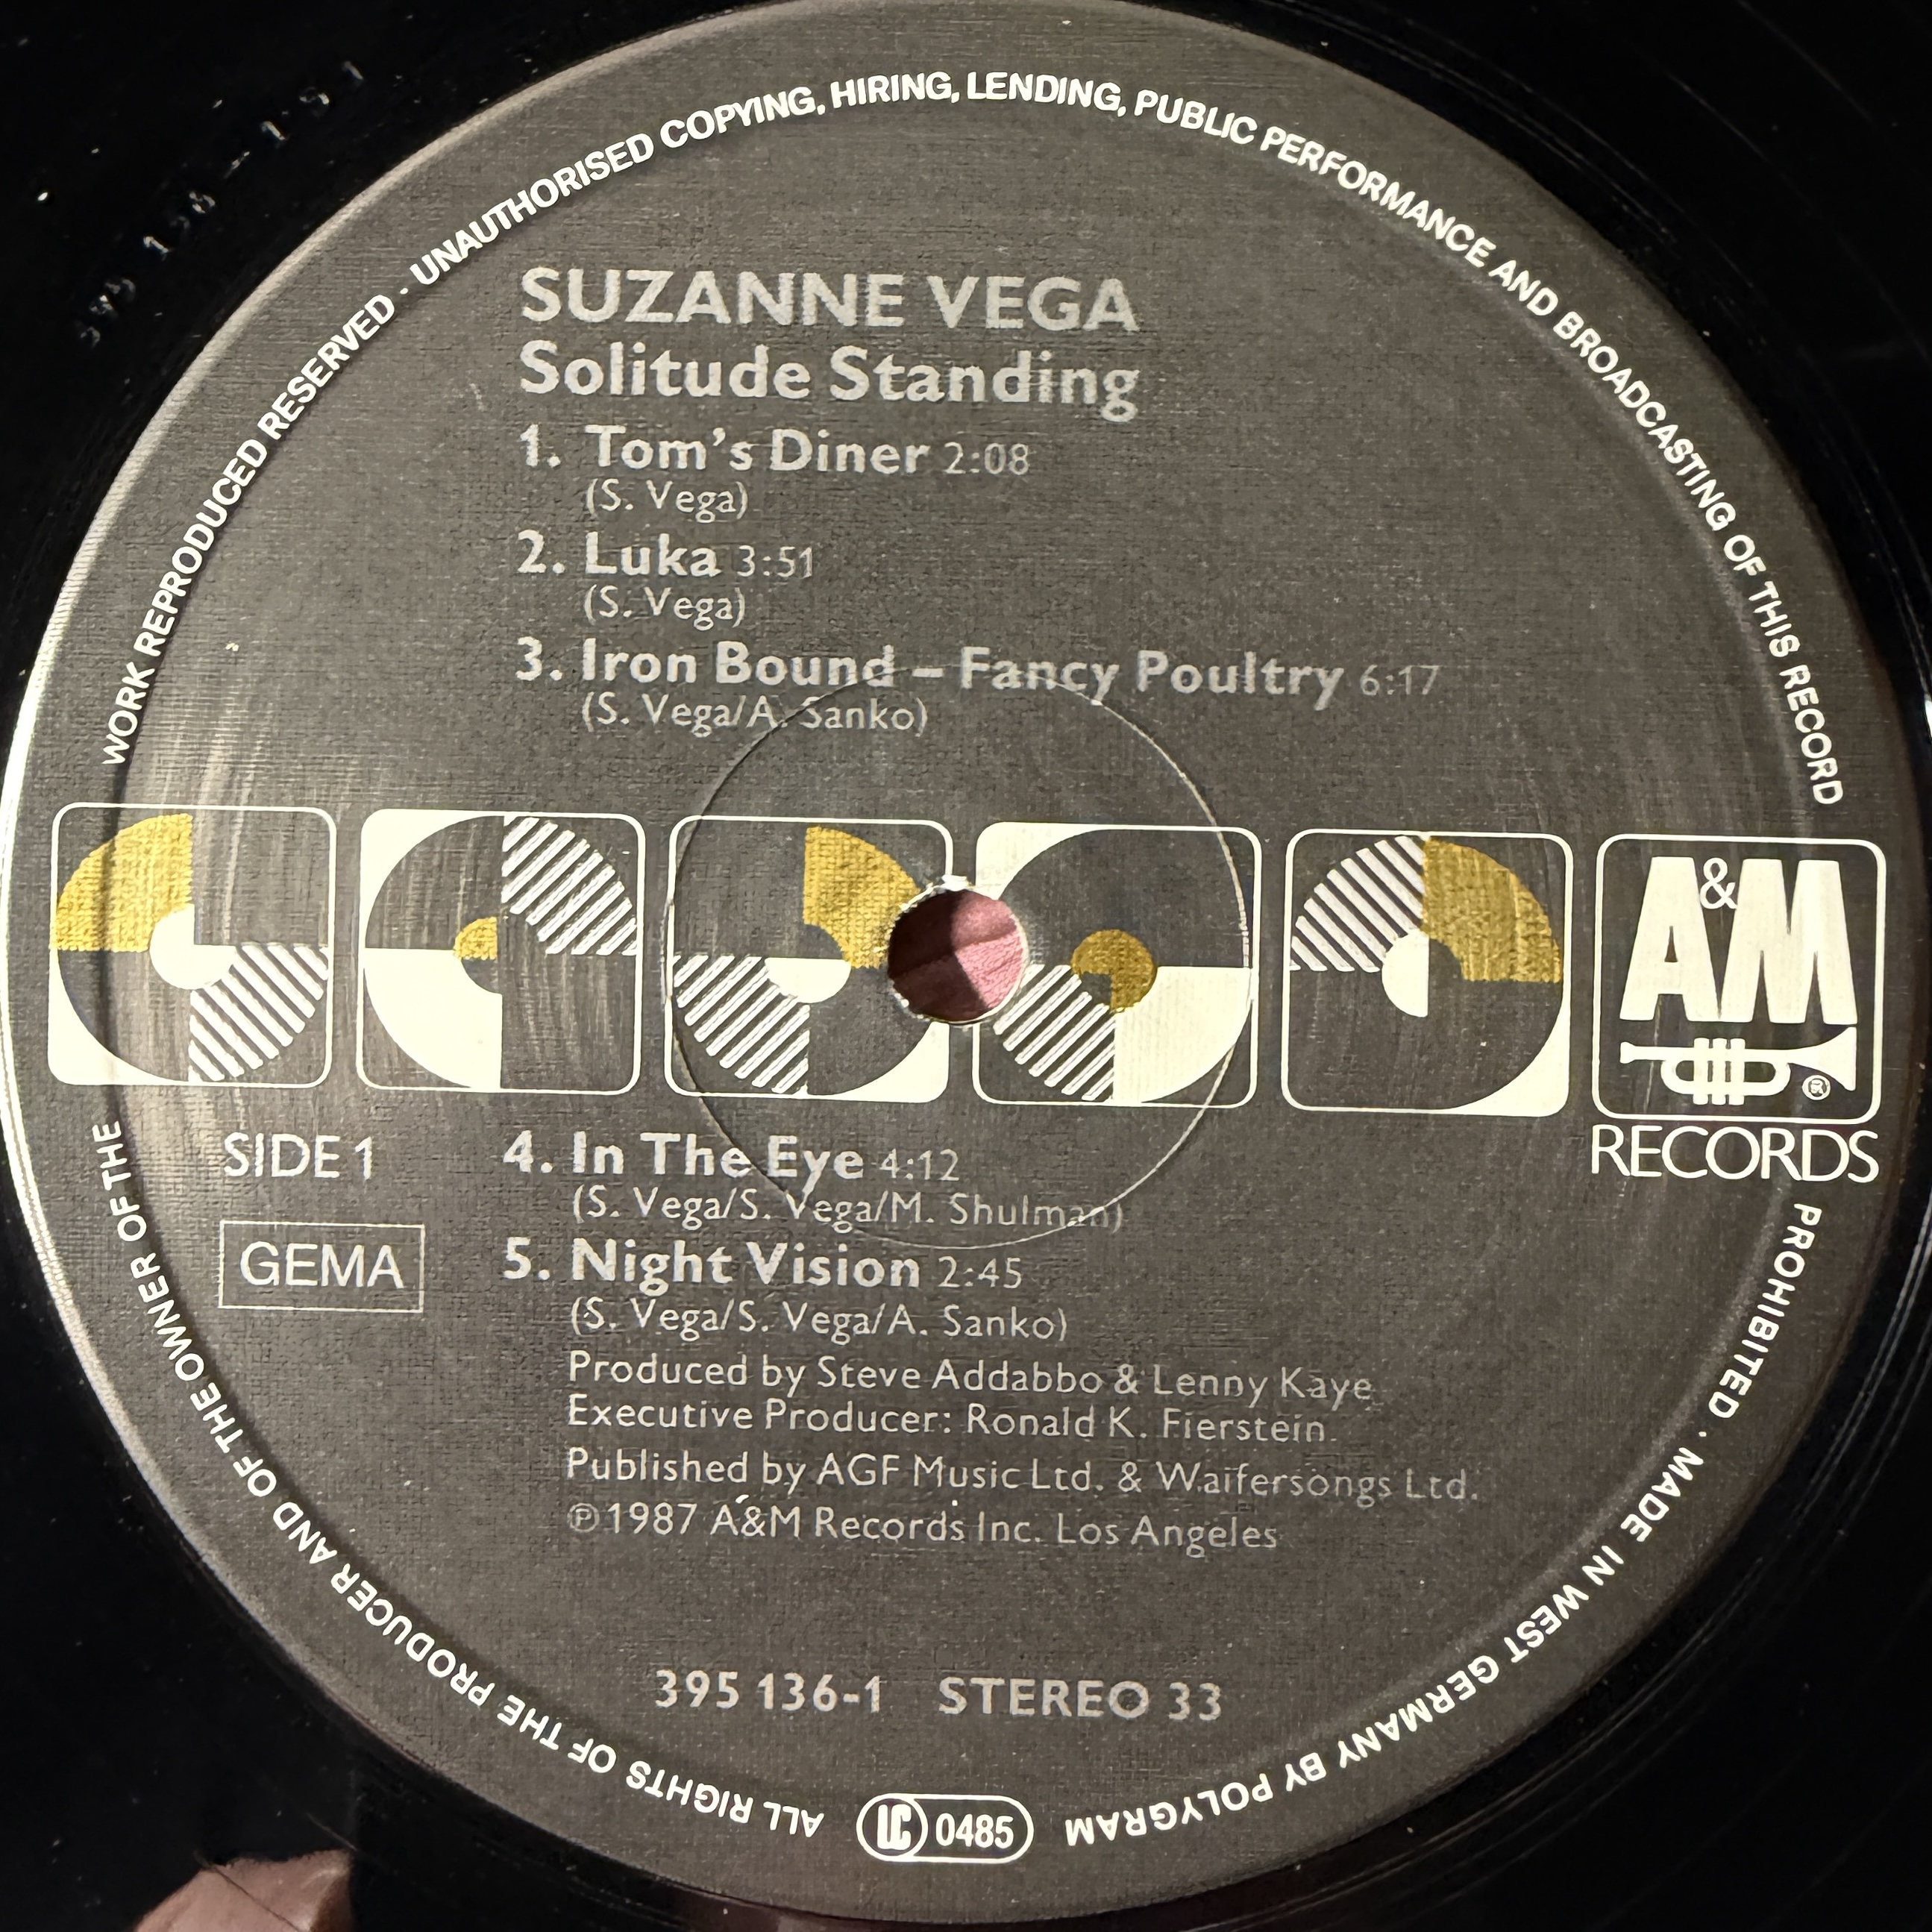 SUZANNE VEGA
Solitude Standing
1. Tom's Diner 2:08
(S. Vega)
2. Luka 3:51
(S. Vega)
3. Iron Bound – Fancy Poultry 6:17
(S. Vega/A. Sanko)
A&M
®
RECORDS
SIDE 1
GEMA
4. In The Eye 4:12
(S. Vega/S. Vega/M. Shulman)
5. Night Vision 2:45
(S. Vega/S. Vega/A. Sanko)
Produced by Steve Addabbo & Lenny Kaye
Executive Producer: Ronald K. Fierstein.
Published by AGF Music Ltd. & Waifersongs Ltd.
℗1987 A&M Records Inc. Los Angeles
395 136-1 STEREO 33
LC 0485
ALL RIGHTS OF THE PRODUCER AND OF THE OWNER OF THE WORK REPRODUCED RESERVED · UNAUTHORISED COPYING, HIRING, LENDING, PUBLIC PERFORMANCE AND BROADCASTING OF THIS RECORD PROHIBITED · MADE IN WEST GERMANY BY POLYGRAM